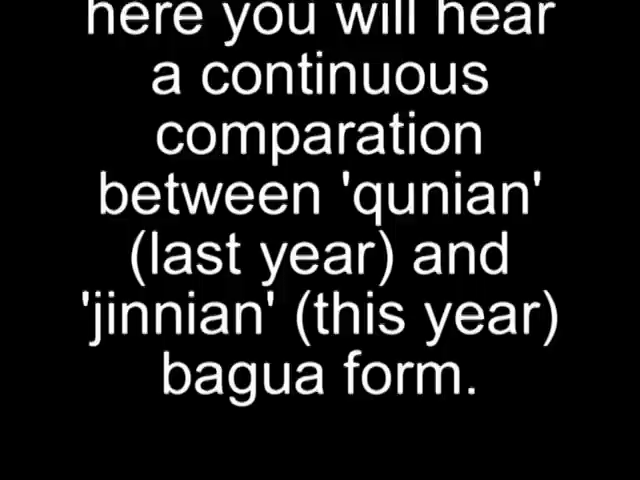 here you will hear
a continuous
comparation
between 'qunian'
(last year) and
'jinnian' (this year)
bagua form.